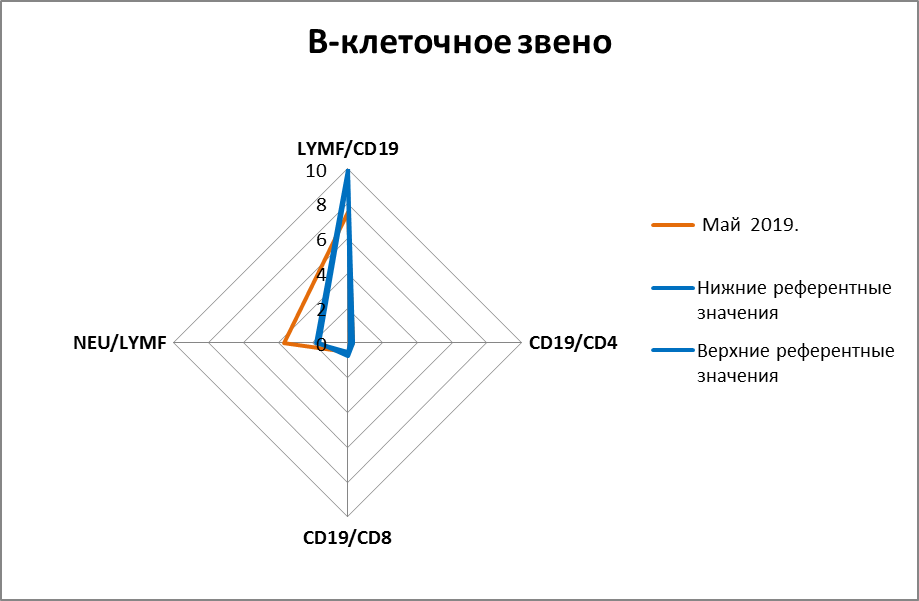 В-клеточное звено
LYMF/CD19
10
8
6
4
2
0
NEU/LYMF
CD19/CD4
CD19/CD8
Май 2019.
Нижние референтные
значения
Верхние референтные
значения